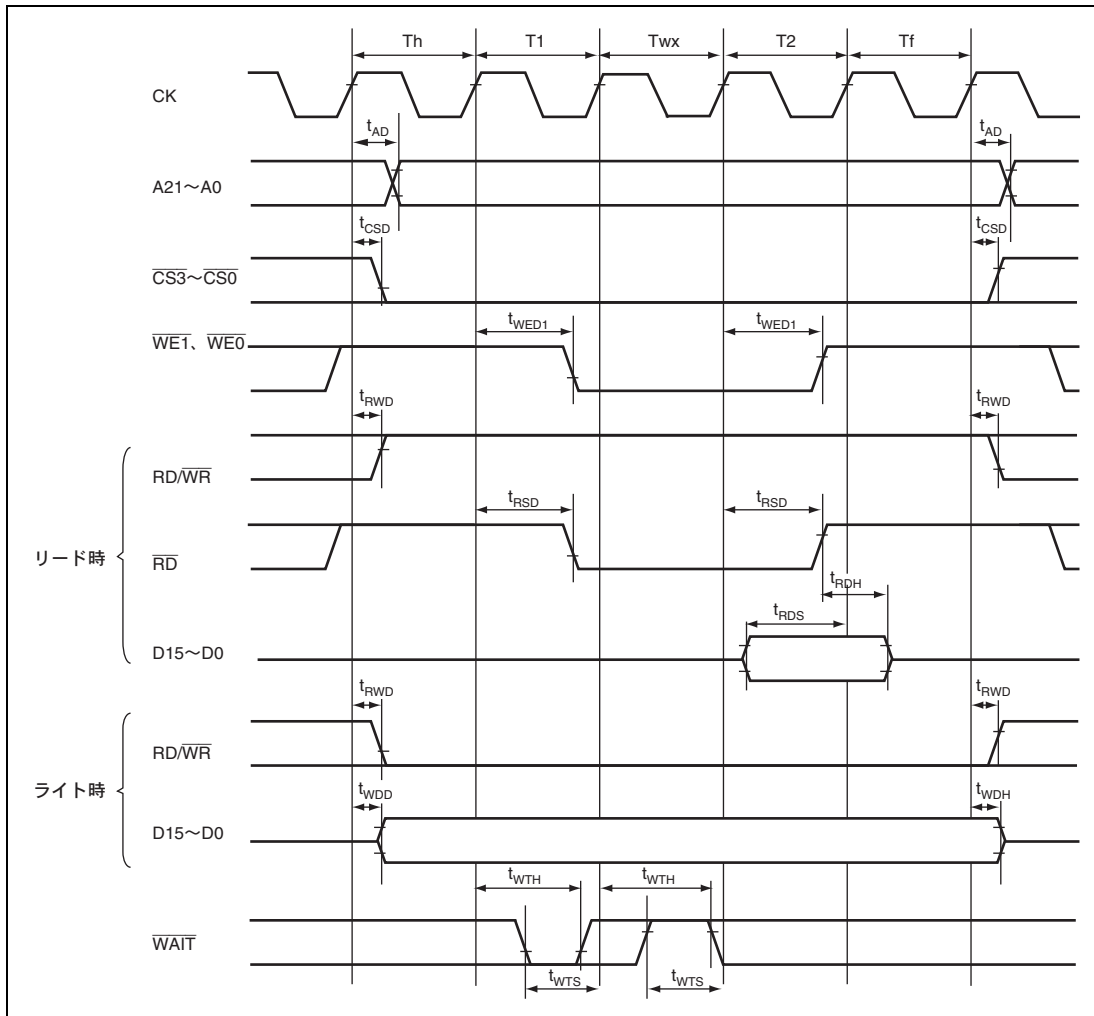 Th T1 Twx T2 Tf
CK
tAD tAD
A21～A0
tCSD tCSD
CS3～CS0
tWED1 tWED1
WE1、WE0
tRWD tRWD
RD/WR
tRSD tRSD
リード時
RD
tRDH
tRDS
D15～D0
tRWD tRWD
RD/WR
ライト時
tWDD tWDH
D15～D0
tWTH tWTH
WAIT
tWTS tWTS